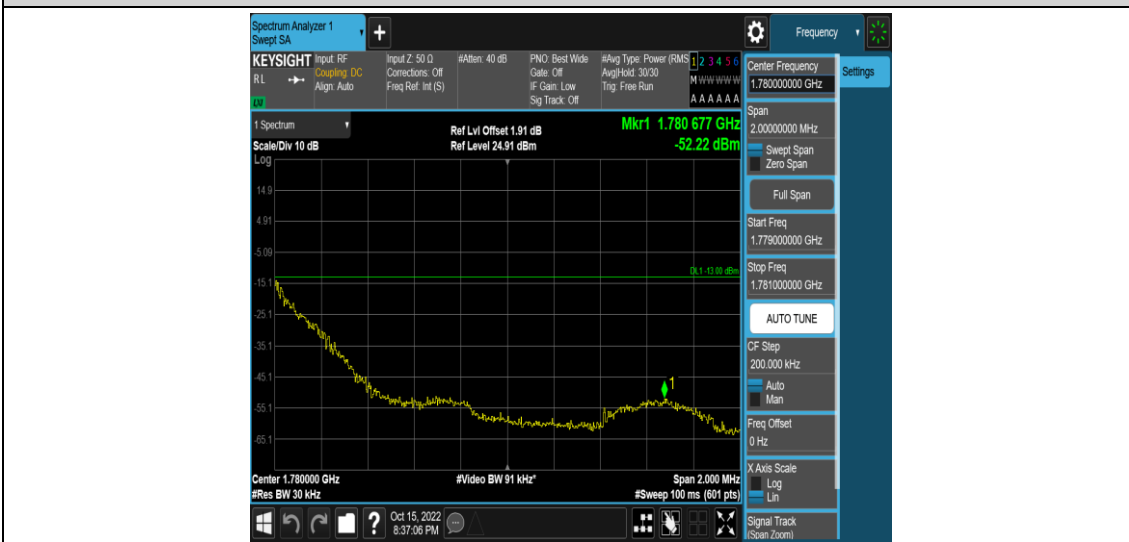 Spectrum Analyzer 1
Swept SA
+
Frequency
KEYSIGHT
Input: RF
Coupling: DC
Align: Auto
Input Z: 50 Ω
Corrections: Off
Freq Ref: Int (S)
#Atten: 40 dB
PNO: Best Wide
Gate: Off
IF Gain: Low
Sig Track: Off
#Avg Type: Power (RMS
Avg|Hold: 30/30
Trig: Free Run
1 2 3 4 5 6
M W W W W W
A A A A A A
R L
LXI
Center Frequency
1.780000000 GHz
Settings
1 Spectrum
Ref Lvl Offset 1.91 dB
Mkr1 1.780 677 GHz
Scale/Div 10 dB
Ref Level 24.91 dBm
-52.22 dBm
Log
14.9
4.91
-5.09
DL1 -13.00 dBm
-15.1
-25.1
-35.1
-45.1
1
-55.1
-65.1
Center 1.780000 GHz
#Video BW 91 kHz*
Span 2.000 MHz
#Res BW 30 kHz
#Sweep 100 ms (601 pts)
Span
2.00000000 MHz
Swept Span
Zero Span
Full Span
Start Freq
1.779000000 GHz
Stop Freq
1.781000000 GHz
AUTO TUNE
CF Step
200.000 kHz
Auto
Man
Freq Offset
0 Hz
X Axis Scale
Log
Lin
Signal Track
(Span Zoom)
?
Oct 15, 2022
8:37:06 PM